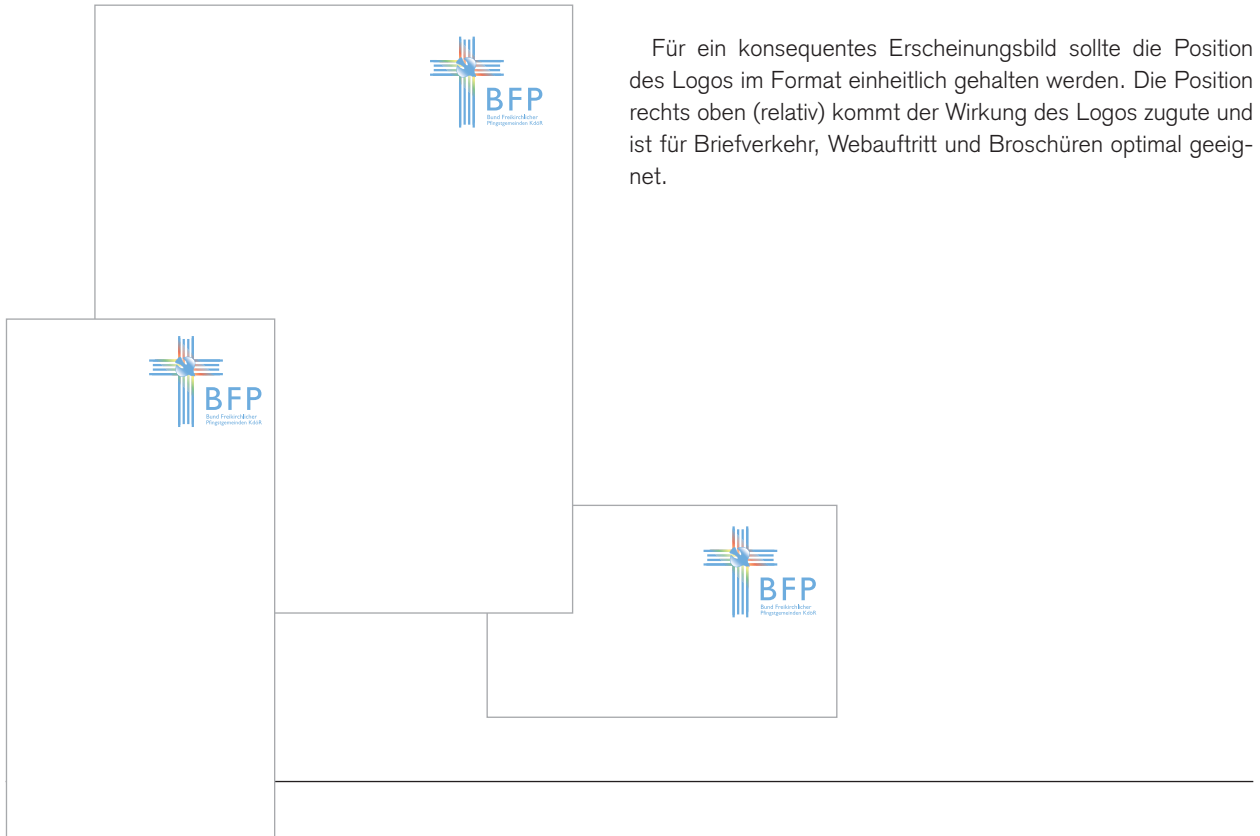 Für ein konsequentes Erscheinungsbild sollte die Position
des Logos im Format einheitlich gehalten werden. Die Position
rechts oben (relativ) kommt der Wirkung des Logos zugute und
ist für Briefverkehr, Webauftritt und Broschüren optimal geeig-
net.
BFP
Bund Freikirchlicher
Pfingstgemeinden KdöR
BFP
Bund Freikirchlicher
Pfingstgemeinden KdöR
BFP
Bund Freikirchlicher
Pfingstgemeinden KdöR